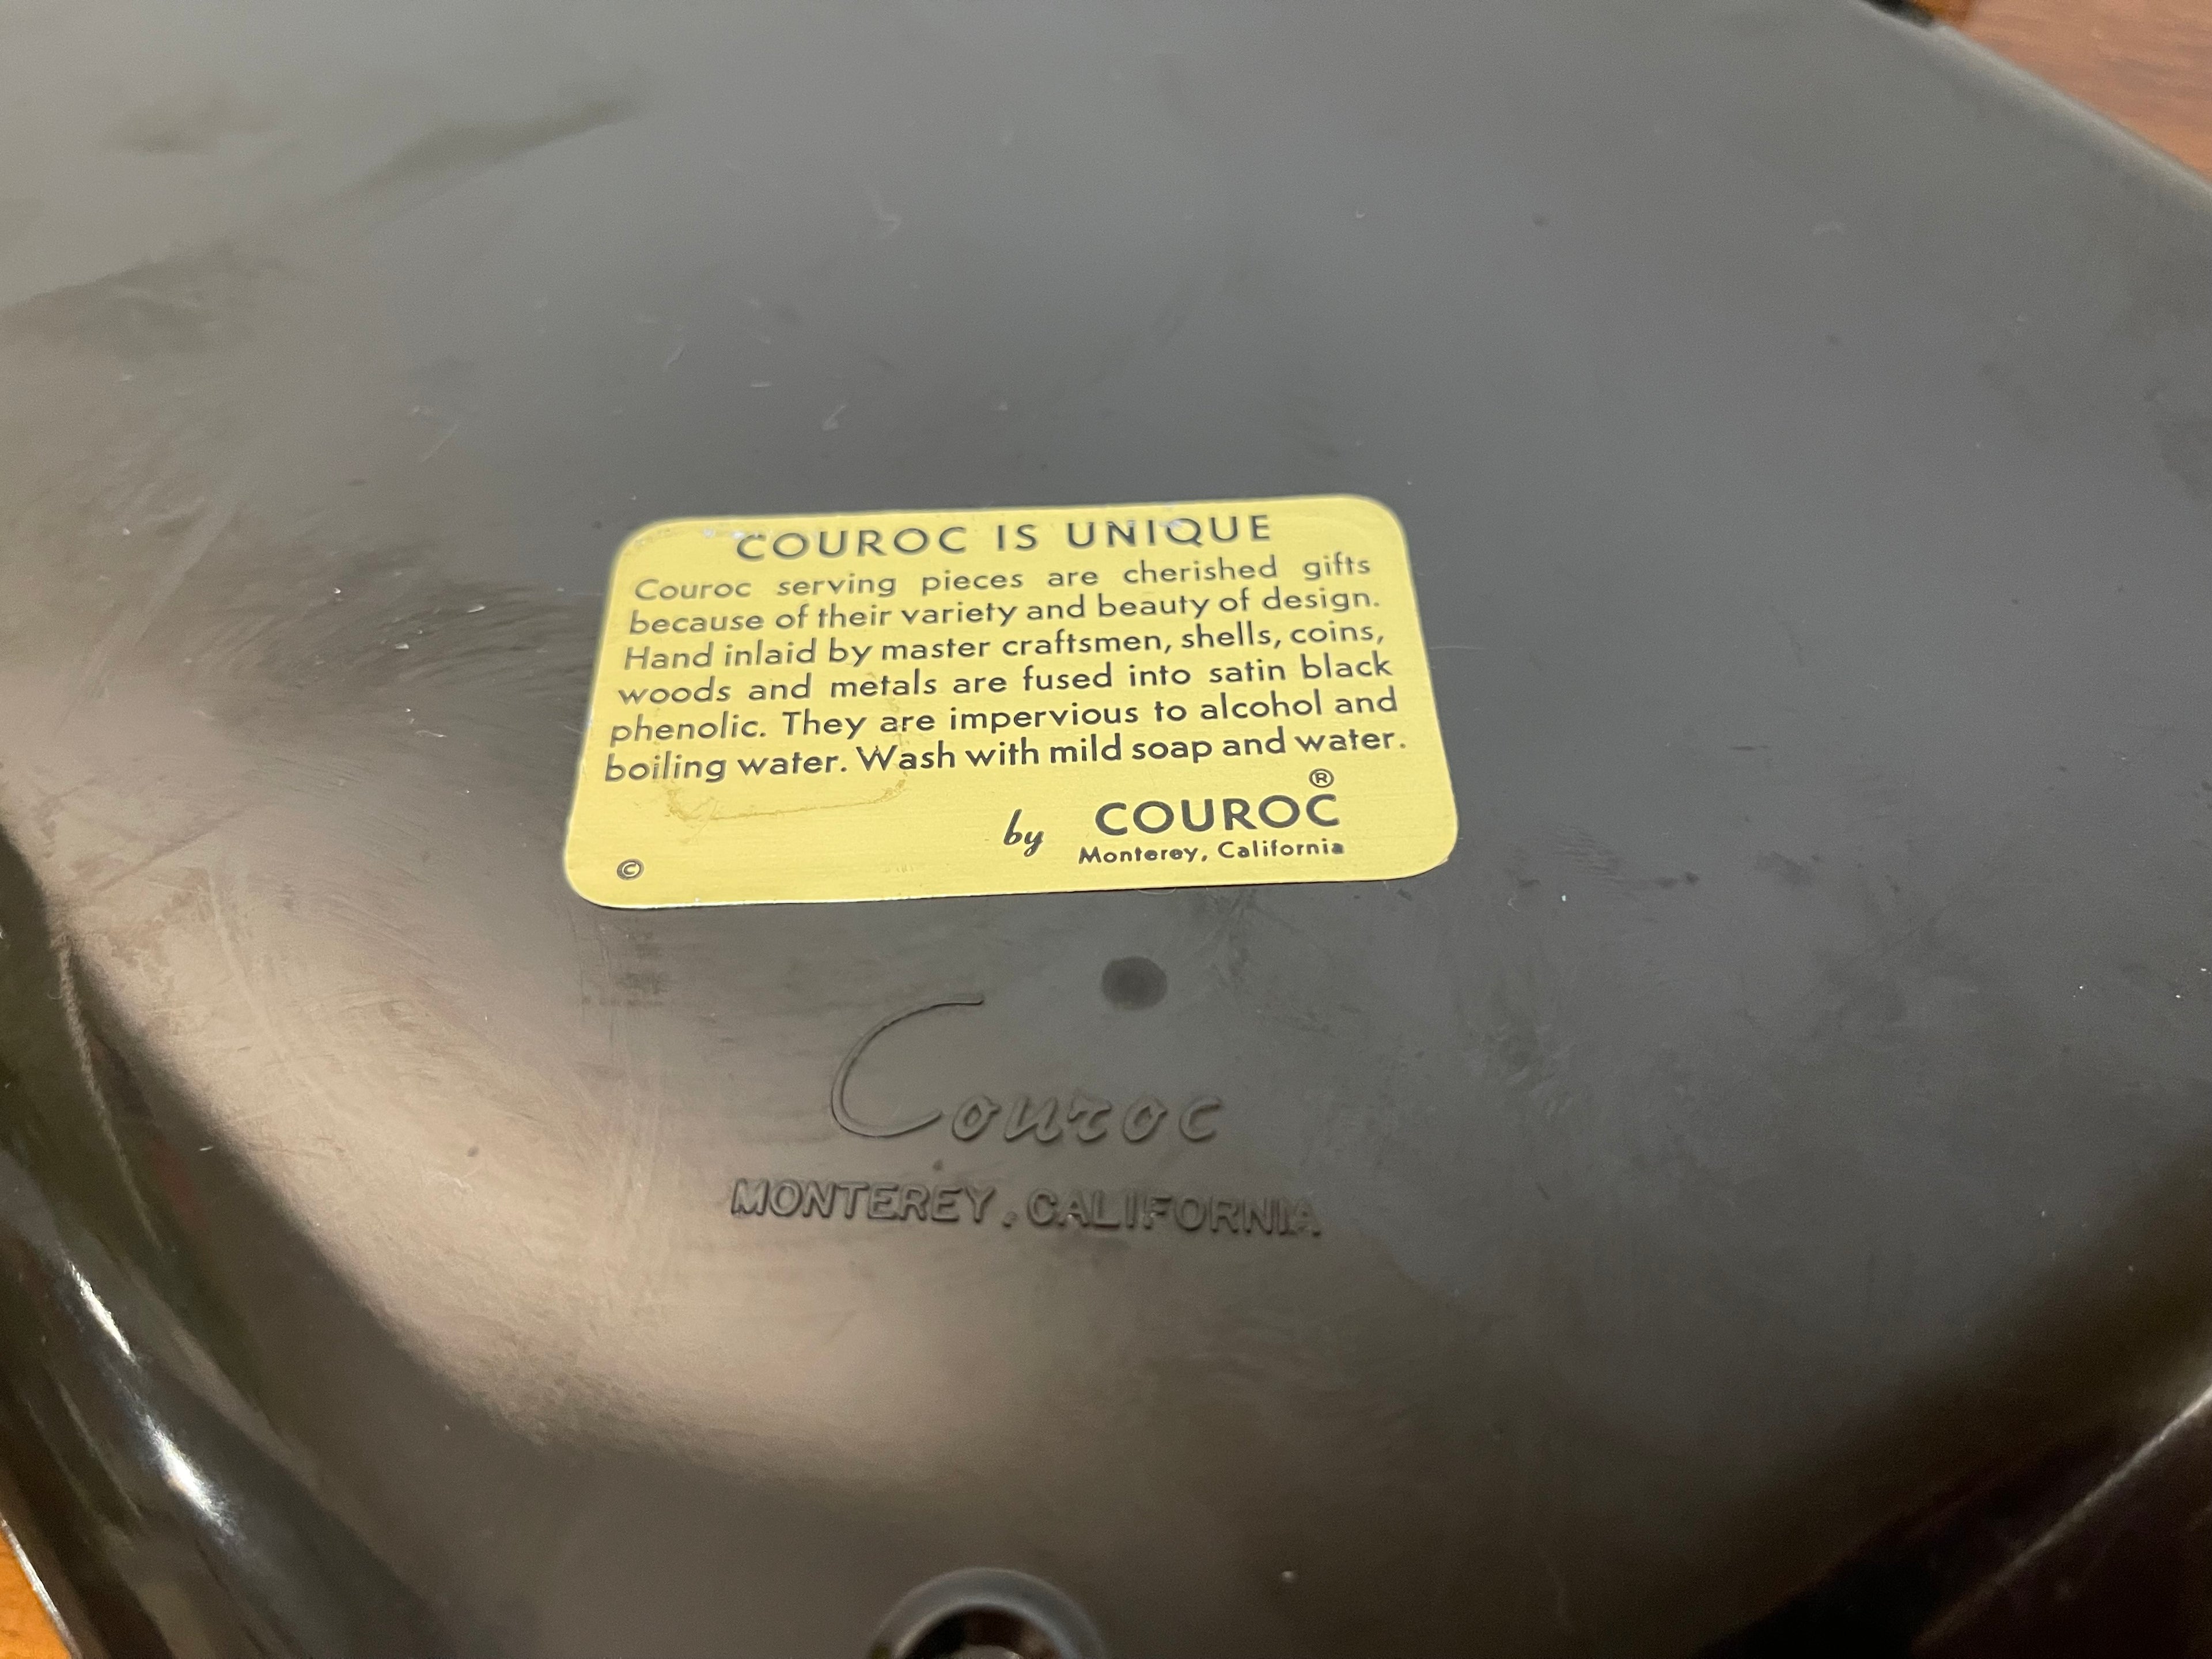 COUROC IS UNIQUE
Couroc serving pieces are cherished gifts
because of their variety and beauty of design.
Hand inlaid by master craftsmen, shells, coins,
woods and metals are fused into satin black
phenolic. They are impervious to alcohol and
boiling water. Wash with mild soap and water.
by COUROC®
Monterey, California
©
Couroc
MONTEREY, CALIFORNIA